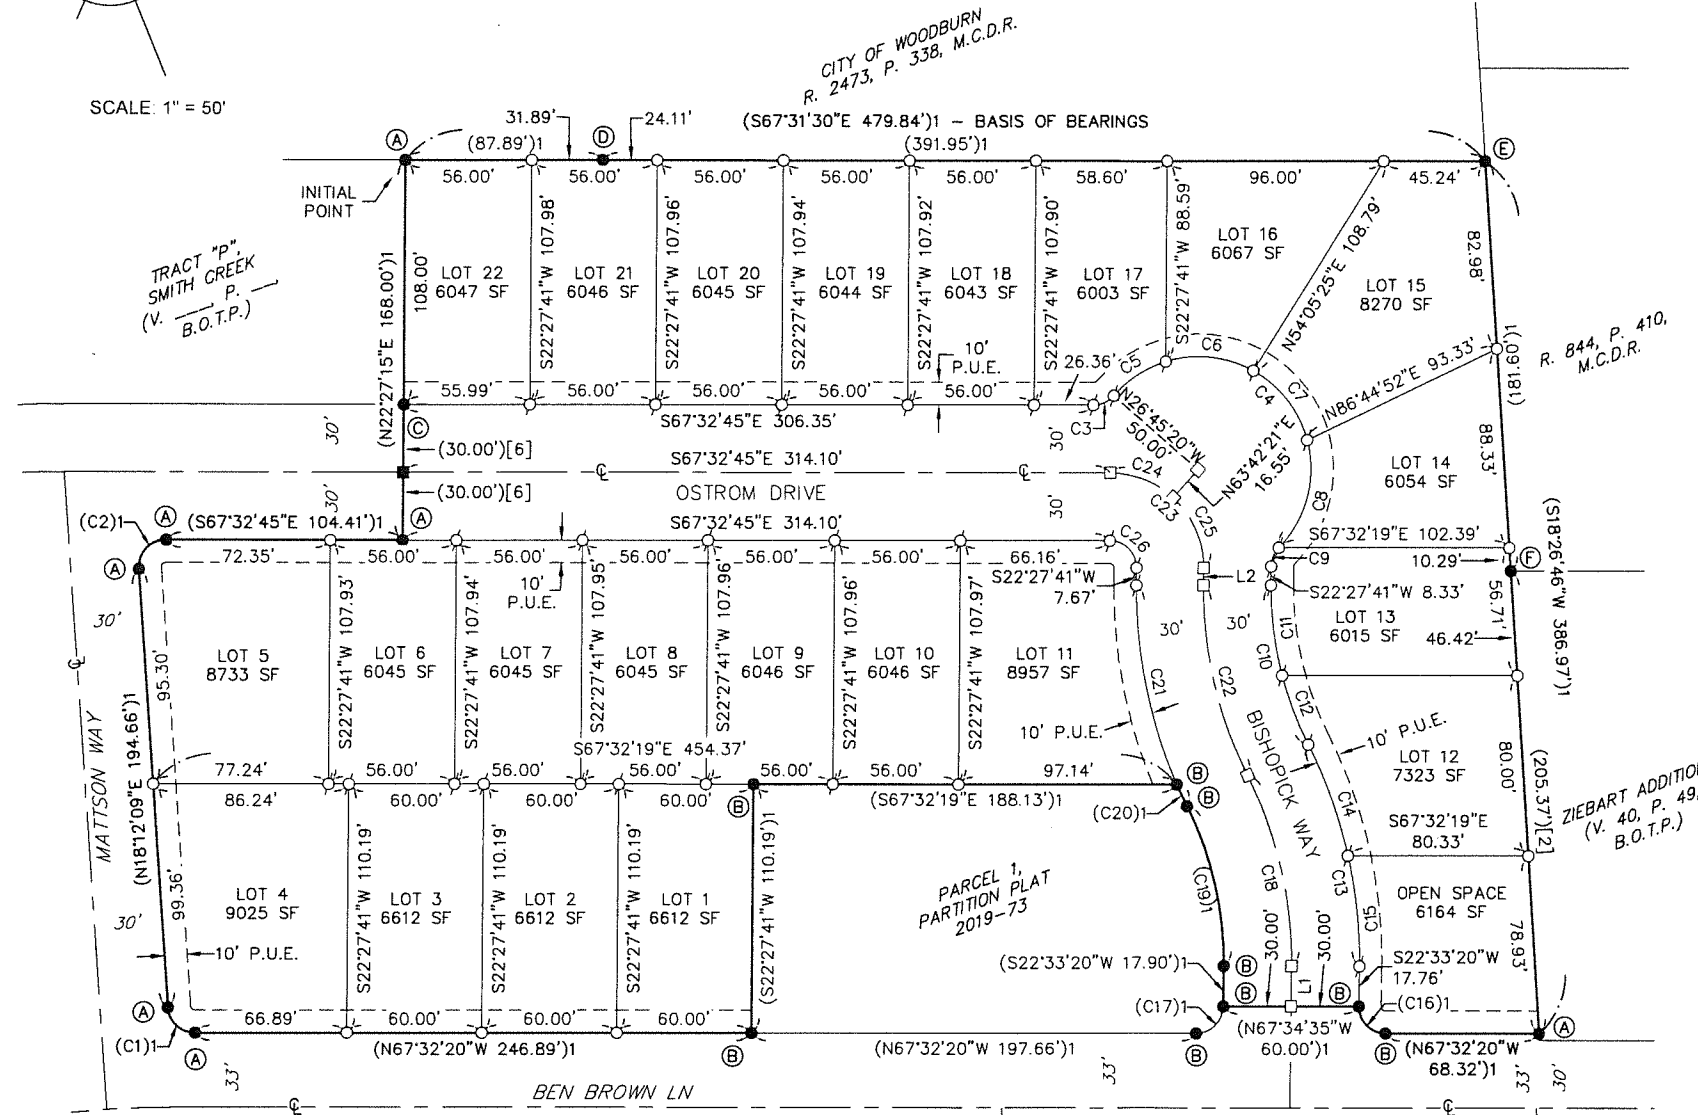 CITY OF WOODBURN
R. 2473, P. 338, M.C.D.R.
SCALE: 1" = 50'
31.89'
24.11'
(S67°31'30"E 479.84')1 - BASIS OF BEARINGS
A
(87.89')1
D
(391.95')1
E
INITIAL
POINT
56.00'
56.00'
56.00'
56.00'
56.00'
58.60'
96.00'
45.24'
TRACT "P",
SMITH CREEK
(V. ___ P. ___
B.O.T.P.)
(N22°27'15"E 168.00')1
108.00'
LOT 22
6047 SF
S22°27'41"W 107.98'
LOT 21
6046 SF
S22°27'41"W 107.96'
LOT 20
6045 SF
S22°27'41"W 107.94'
LOT 19
6044 SF
S22°27'41"W 107.92'
LOT 18
6043 SF
S22°27'41"W 107.90'
LOT 17
6003 SF
S22°27'41"W 88.59'
LOT 16
6067 SF
N54°05'25"E 108.79'
LOT 15
8270 SF
82.98'
(181.09')1
R. 844, P. 410,
M.C.D.R.
10'
P.U.E.
26.36'
C5
C6
C4
C7
N86°44'52"E 93.33'
55.99'
56.00'
56.00'
56.00'
56.00'
S67°32'45"E 306.35'
C3
N26°45'20"W
50.00'
N63°42'21"E
16.55'
88.33'
LOT 14
6054 SF
C8
C
30'
(30.00')[6]
℄
S67°32'45"E 314.10'
℄
30'
C24
30'
(30.00')[6]
OSTROM DRIVE
30'
C23
C25
(C2)1
A
(S67°32'45"E 104.41')1
A
S67°32'45"E 314.10'
C26
S67°32'19"E 102.39'
72.35'
56.00'
56.00'
56.00'
56.00'
56.00'
66.16'
C9
10.29'
F
A
10'
P.U.E.
S22°27'41"W
7.67'
L2
S22°27'41"W 8.33'
(S18°26'46"W 386.97')1
30'
30'
30'
LOT 13
6015 SF
56.71'
46.42'
℄
95.30'
LOT 5
8733 SF
S22°27'41"W 107.93'
LOT 6
6045 SF
S22°27'41"W 107.94'
LOT 7
6045 SF
S22°27'41"W 107.95'
LOT 8
6045 SF
S22°27'41"W 107.96'
LOT 9
6046 SF
S22°27'41"W 107.96'
LOT 10
6046 SF
S22°27'41"W 107.97'
LOT 11
8957 SF
C11
C10
C21
C22
C12
MATTSON WAY
(N18°12'09"E 194.66')1
S67°32'19"E 454.37'
10' P.U.E.
BISHOPICK WAY
10' P.U.E.
LOT 12
7323 SF
80.00'
(205.37')[2]
77.24'
56.00'
56.00'
56.00'
56.00'
56.00'
97.14'
B
86.24'
60.00'
60.00'
60.00'
B
(S67°32'19"E 188.13')1
B
(C20)1
C14
S67°32'19"E
80.33'
ZIEBART ADDITION
(V. 40, P. 49,
B.O.T.P.)
99.36'
LOT 4
9025 SF
S22°27'41"W 110.19'
LOT 3
6612 SF
S22°27'41"W 110.19'
LOT 2
6612 SF
S22°27'41"W 110.19'
LOT 1
6612 SF
(S22°27'41"W 110.19')1
PARCEL 1,
PARTITION PLAT
2019-73
(C19)1
C18
C13
C15
OPEN SPACE
6164 SF
78.93'
30'
10' P.U.E.
30.00'
30.00'
(S22°33'20"W 17.90')1
B
S22°33'20"W
17.76'
A
(C17)1
B
L1
B
(C16)1
66.89'
60.00'
60.00'
60.00'
(N67°34'35"W
60.00')1
(C1)1
A
(N67°32'20"W 246.89')1
B
(N67°32'20"W 197.66')1
B
B
(N67°32'20"W
68.32')1
A
33'
BEN BROWN LN
33'
33'
30'
℄
℄